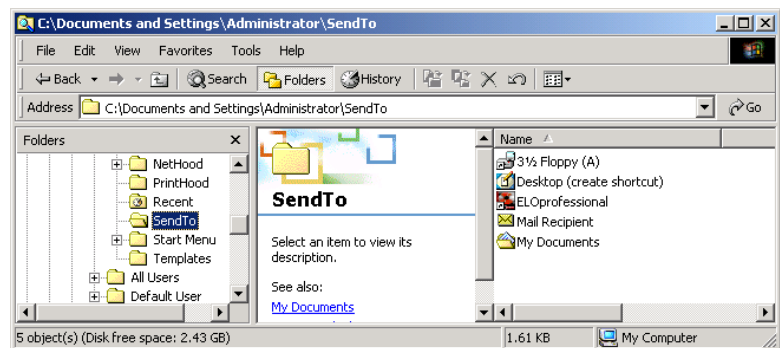 C:\Documents and Settings\Administrator\SendTo
File Edit View Favorites Tools Help
Back Search Folders History
Address C:\Documents and Settings\Administrator\SendTo Go
Folders
NetHood
PrintHood
Recent
SendTo
Start Menu
Templates
All Users
Default User
SendTo
Select an item to view its
description.
See also:
My Documents
Name
3½ Floppy (A)
Desktop (create shortcut)
ELOprofessional
Mail Recipient
My Documents
5 object(s) (Disk free space: 2.43 GB) 1.61 KB My Computer